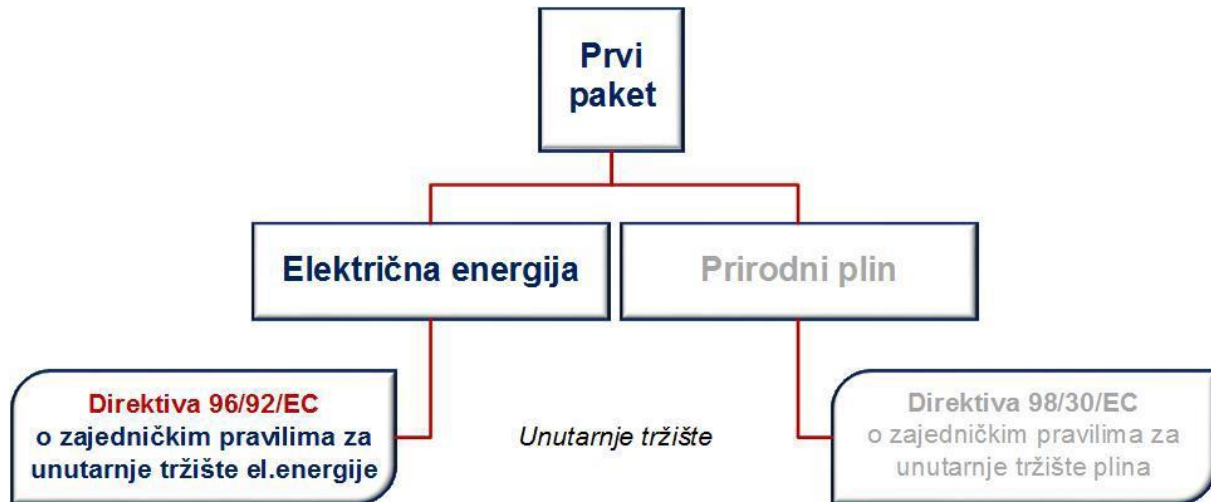 Prvi
paket
Električna energija
Prirodni plin
Direktiva 96/92/EC
o zajedničkim pravilima za
unutarnje tržište el.energije
Unutarnje tržište
Direktiva 98/30/EC
o zajedničkim pravilima za
unutarnje tržište plina